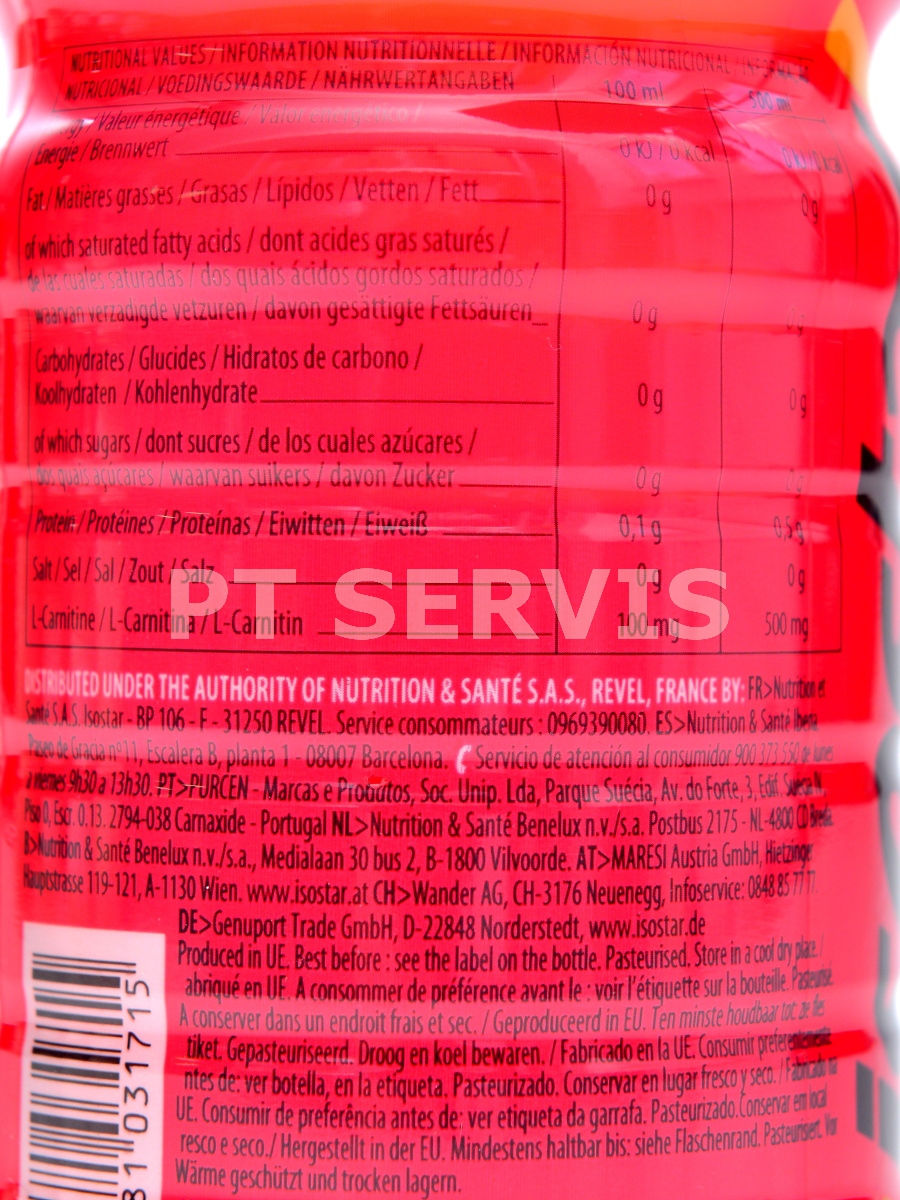 NUTRITIONAL VALUES / INFORMATION NUTRITIONNELLE / INFORMACIÓN NUTRICIONAL /
NUTRICIONAL / VOEDINGSWAARDE / NÄHRWERTANGABEN 100 ml 500 ml
/ Valeur énergétique / Valor energético /
Energie / Brennwert 0 kJ / 0 kcal 0 kJ / 0 kcal
Fat / Matières grasses / Grasas / Lípidos / Vetten / Fett 0 g 0 g
of which saturated fatty acids / dont acides gras saturés /
de las cuales saturadas / dos quais ácidos gordos saturados /
waarvan verzadigde vetzuren / davon gesättigte Fettsäuren 0 g 0 g
Carbohydrates / Glucides / Hidratos de carbono /
Koolhydraten / Kohlenhydrate 0 g 0 g
of which sugars / dont sucres / de los cuales azúcares /
dos quais açúcares / waarvan suikers / davon Zucker 0 g 0 g
Protein / Protéines / Proteínas / Eiwitten / Eiweiß 0,1 g 0,5 g
Salt / Sel / Sal / Zout / Salz 0 g 0 g
PT SERVIS
L-Carnitine / L-Carnitina / L-Carnitin 100 mg 500 mg
DISTRIBUTED UNDER THE AUTHORITY OF NUTRITION & SANTÉ S.A.S., REVEL, FRANCE BY: FR>Nutrition et
Santé S.A.S. Isostar - BP 106 - F - 31250 REVEL. Service consommateurs : 0969390080. ES>Nutrition & Santé Iberia
Paseo de Gracia nº11, Escalera B, planta 1 - 08007 Barcelona. Servicio de atención al consumidor 900 373 550 de lunes
a viernes 9h30 a 13h30. PT>PURCEN - Marcas e Produtos, Soc. Unip. Lda, Parque Suécia, Av. do Forte, 3, Edif. Suécia IV,
Piso 0, Escr. 0.13. 2794-038 Carnaxide - Portugal NL>Nutrition & Santé Benelux n.v./s.a. Postbus 2175 - NL-4800 CD Breda.
B>Nutrition & Santé Benelux n.v./s.a., Medialaan 30 bus 2, B-1800 Vilvoorde. AT>MARESI Austria GmbH, Hietzinger
Hauptstrasse 119-121, A-1130 Wien. www.isostar.at CH>Wander AG, CH-3176 Neuenegg, Infoservice: 0848 85 77 77.
DE>Genuport Trade GmbH, D-22848 Norderstedt, www.isostar.de
Produced in UE. Best before : see the label on the bottle. Pasteurised. Store in a cool dry place. /
abriqué en UE. A consommer de préférence avant le : voir l'étiquette sur la bouteille. Pasteurisé.
A conserver dans un endroit frais et sec. / Geproduceerd in EU. Ten minste houdbaar tot: ze fles
tiket. Gepasteuriseerd. Droog en koel bewaren. / Fabricado en la UE. Consumir preferentemente
ntes de: ver botella, en la etiqueta. Pasteurizado. Conservar en lugar fresco y seco. / Fabricado na
UE. Consumir de preferência antes de: ver etiqueta da garrafa. Pasteurizado. Conservar em local
resco e seco./ Hergestellt in der EU. Mindestens haltbar bis: siehe Flaschenrand. Pasteurisiert. Vor
Wärme geschützt und trocken lagern.
81 031715